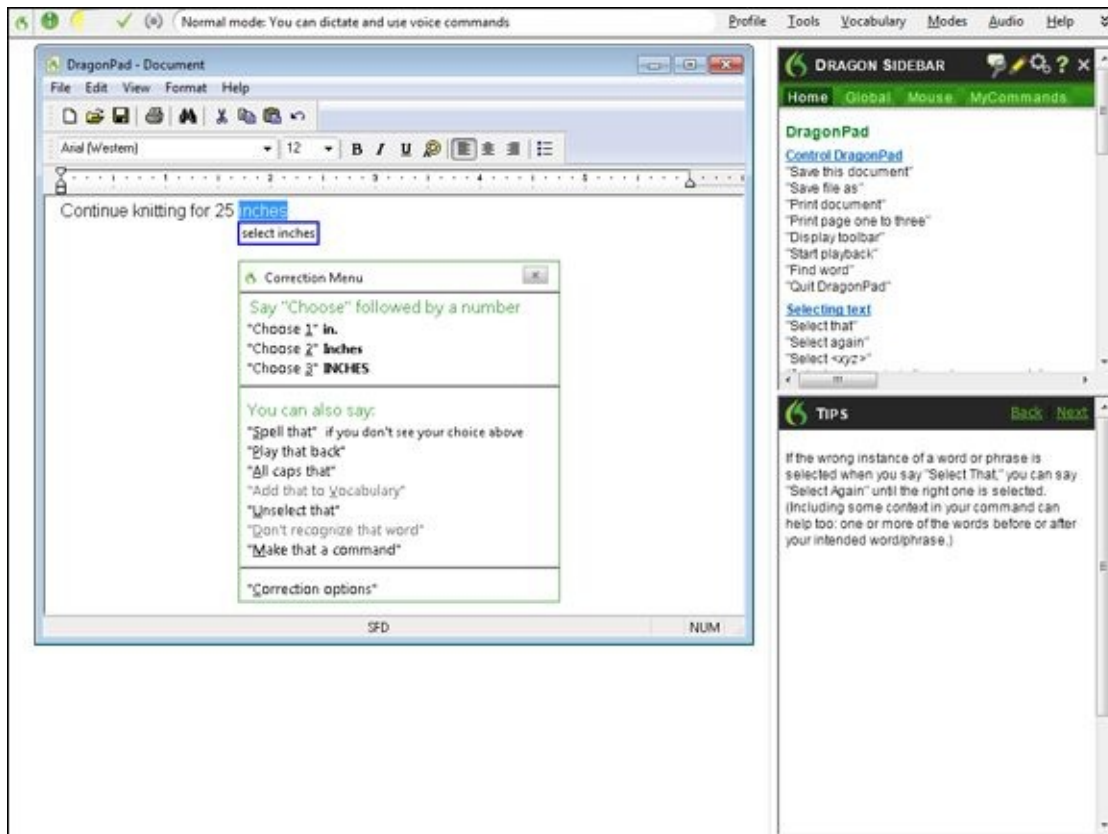 Normal mode: You can dictate and use voice commands
Profile Tools Vocabulary Modes Audio Help
DragonPad - Document
File Edit View Format Help
Arial (Western) 12 B I U
1 2 3 4 5
Continue knitting for 25 inches
select inches
Correction Menu
Say "Choose" followed by a number
"Choose 1" in.
"Choose 2" Inches
"Choose 3" INCHES
You can also say:
"Spell that" if you don't see your choice above
"Play that back"
"All caps that"
"Add that to Vocabulary"
"Unselect that"
"Don't recognize that word"
"Make that a command"
"Correction options"
SFD NUM
DRAGON SIDEBAR
Home Global Mouse MyCommands
DragonPad
Control DragonPad
"Save this document"
"Save file as"
"Print document"
"Print page one to three"
"Display toolbar"
"Start playback"
"Find word"
"Quit DragonPad"
Selecting text
"Select that"
"Select again"
"Select <xyz>"
TIPS Back Next
If the wrong instance of a word or phrase is
selected when you say "Select That," you can say
"Select Again" until the right one is selected.
(Including some context in your command can
help too: one or more of the words before or after
your intended word/phrase.)